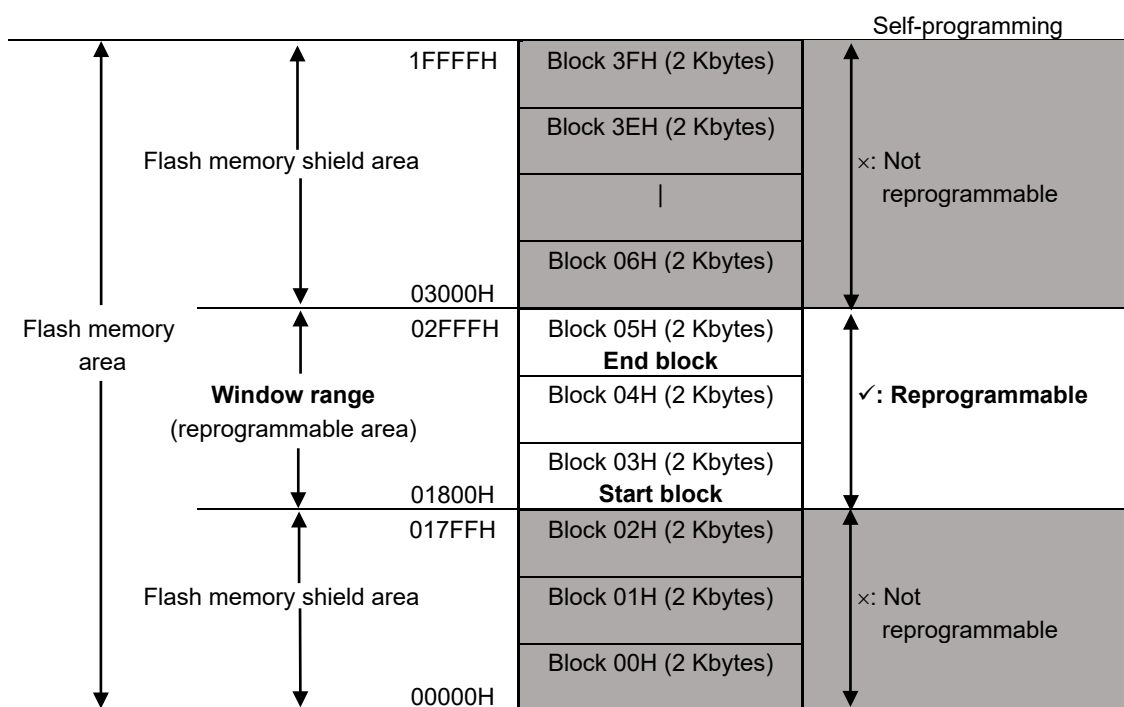 Self-programming
1FFFFH
Block 3FH (2 Kbytes)
Block 3EH (2 Kbytes)
Flash memory shield area
×: Not
reprogrammable
|
Block 06H (2 Kbytes)
03000H
Flash memory
area
02FFFH
Block 05H (2 Kbytes)
End block
Window range
(reprogrammable area)
Block 04H (2 Kbytes)
✓: Reprogrammable
Block 03H (2 Kbytes)
Start block
01800H
017FFH
Block 02H (2 Kbytes)
Flash memory shield area
Block 01H (2 Kbytes)
×: Not
reprogrammable
Block 00H (2 Kbytes)
00000H